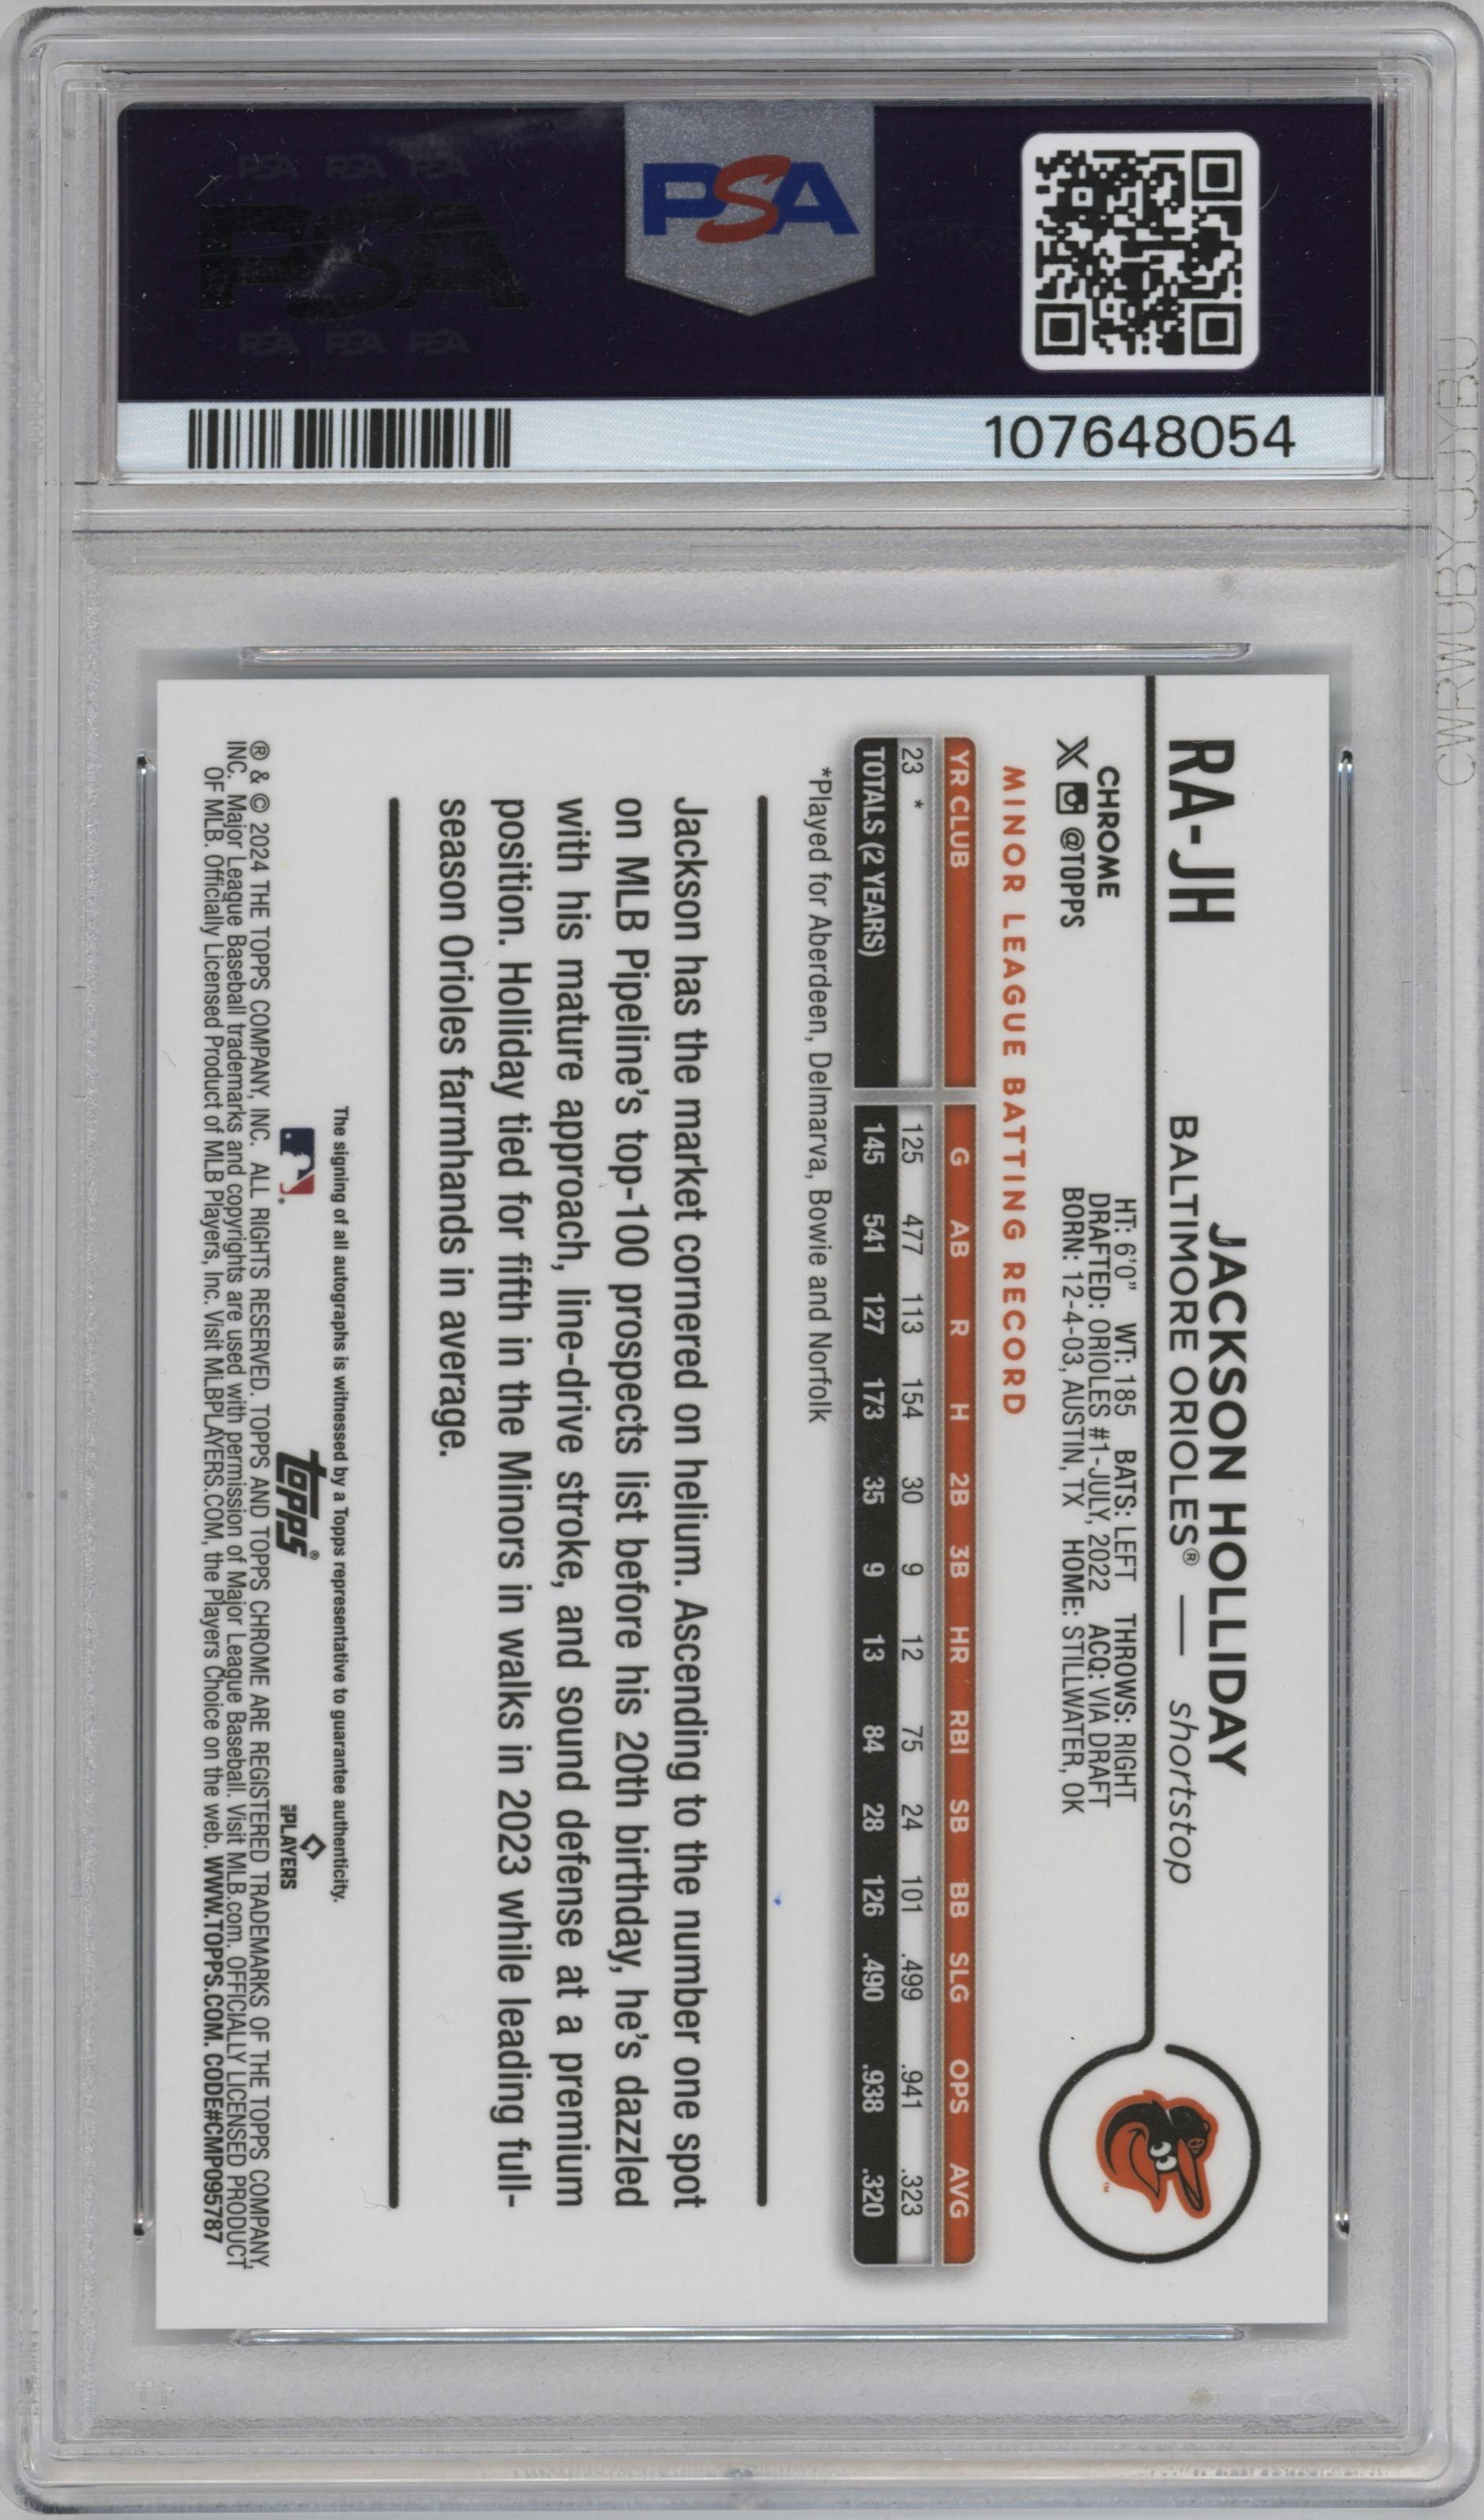 PSA PSA PSA
PSA
PSA PSA PSA
PSA
107648054
RA-JH
JACKSON HOLLIDAY
BALTIMORE ORIOLES® — shortstop
CHROME
X @TOPPS
HT: 6'0" WT: 185 BATS: LEFT THROWS: RIGHT
DRAFTED: ORIOLES #1-JULY, 2022 ACQ: VIA DRAFT
BORN: 12-4-03, AUSTIN, TX HOME: STILLWATER, OK
MINOR LEAGUE BATTING RECORD
YR CLUB G AB R H 2B 3B HR RBI SB BB SLG OPS AVG
23 * 125 477 113 154 30 9 12 75 24 101 .499 .941 .323
TOTALS (2 YEARS) 145 541 127 173 35 9 13 84 28 126 .490 .938 .320
*Played for Aberdeen, Delmarva, Bowie and Norfolk
Jackson has the market cornered on helium. Ascending to the number one spot
on MLB Pipeline's top-100 prospects list before his 20th birthday, he's dazzled
with his mature approach, line-drive stroke, and sound defense at a premium
position. Holliday tied for fifth in the Minors in walks in 2023 while leading full-
season Orioles farmhands in average.
The signing of all autographs is witnessed by a Topps representative to guarantee authenticity.
topps®
MLB PLAYERS
® & © 2024 THE TOPPS COMPANY, INC. ALL RIGHTS RESERVED. TOPPS AND TOPPS CHROME ARE REGISTERED TRADEMARKS OF THE TOPPS COMPANY,
INC. Major League Baseball trademarks and copyrights are used with permission of Major League Baseball. Visit MLB.com. OFFICIALLY LICENSED PRODUCT
OF MLB. Officially Licensed Product of MLB Players, Inc. Visit MLBPLAYERS.COM, the Players Choice on the web. WWW.TOPPS.COM. CODE#CMP095787
PSA